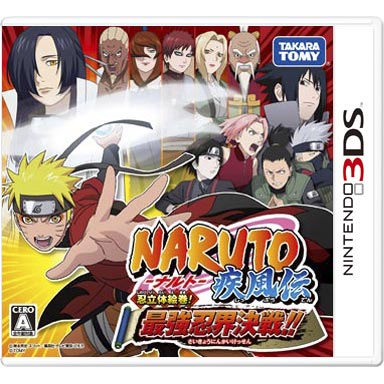 TAKARA
TOMY
NINTENDO 3DS
NARUTO
ーナルトー
疾風伝
忍立体絵巻!
最強忍界決戦!!
さいきょうにんかいけっせん
CERO
A